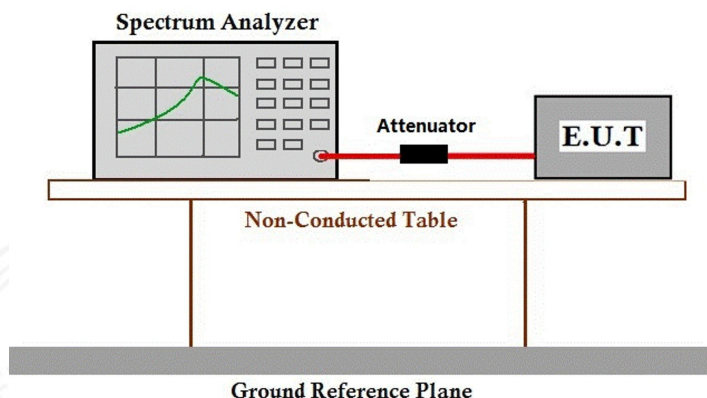 Spectrum Analyzer
Attenuator
E.U.T
Non-Conducted Table
Ground Reference Plane